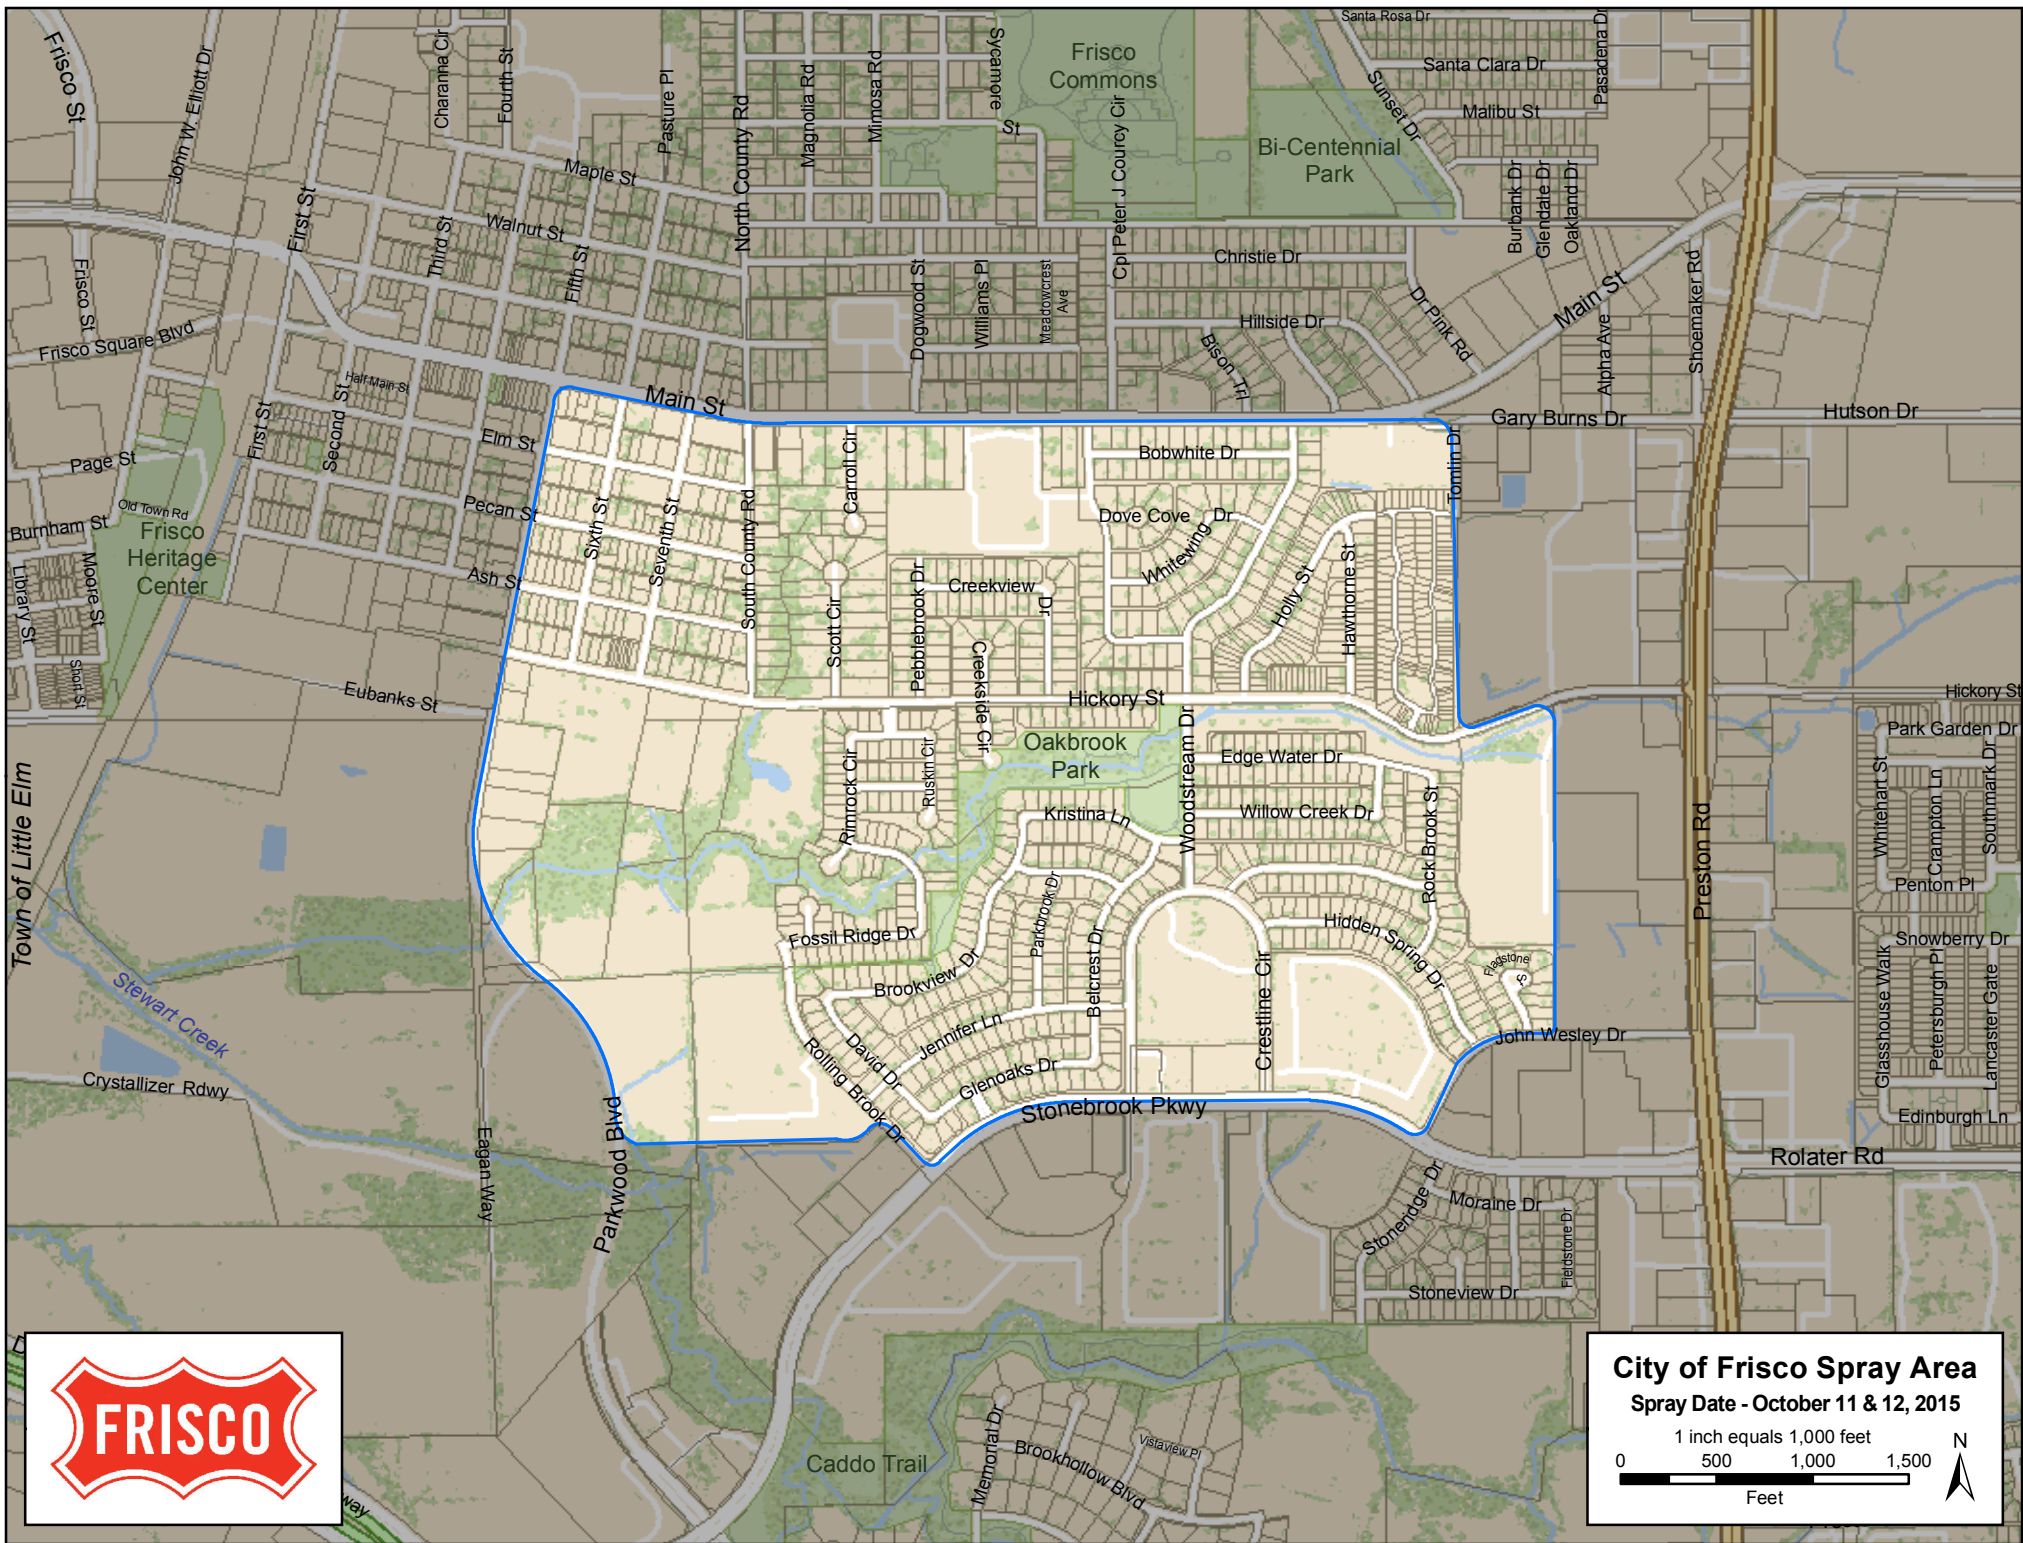 Santa Rosa Dr
Frisco St
John W. Elliott Dr
Charanna Cir
Fourth St
Pasture Pl
North County Rd
Magnolia Rd
Mimosa Rd
Sycamore
St
Frisco
Commons
Cpl Peter J Courcy Cir
Sunset Dr
Santa Clara Dr
Malibu St
Pasadena Dr
Bi-Centennial
Park
Burbank Dr
Glendale Dr
Oakland Dr
Maple St
Walnut St
First St
Third St
Fifth St
Frisco St
Frisco Square Blvd
Dogwood St
Williams Pl
Meadowcrest
Ave
Christie Dr
Hillside Dr
Bison Trl
Dr Pink Rd
Main St
Alpha Ave
Shoemaker Rd
Half Main St
Main St
Gary Burns Dr
Hutson Dr
First St
Second St
Elm St
Page St
Pecan St
Old Town Rd
Burnham St
Frisco
Heritage
Center
Ash St
Library St
Moore St
Short St
Eubanks St
Sixth St
Seventh St
South County Rd
Carroll Cir
Scott Cir
Pebblebrook Dr
Creekview
Dr
Creekside Cir
Bobwhite Dr
Dove Cove
Dr
Whitewing
Holly St
Hawthorne St
Tomlin Dr
Hickory St
Hickory St
Oakbrook
Park
Rimrock Cir
Ruskin Cir
Woodstream Dr
Edge Water Dr
Willow Creek Dr
Kristina Ln
Rock Brook St
Park Garden Dr
Whitehart St
Crampton Ln
Southmark Dr
Penton Pl
Preston Rd
Town of Little Elm
Parkbrook Dr
Belcrest Dr
Hidden Spring Dr
Fossil Ridge Dr
Brookview Dr
Flagstone
St
Snowberry Dr
Glasshouse Walk
Petersburgh Pl
Lancaster Gate
Stewart Creek
Jennifer Ln
David Dr
Rolling Brook Dr
Glenoaks Dr
Crestline Cir
John Wesley Dr
Crystallizer Rdwy
Stonebrook Pkwy
Edinburgh Ln
Eagan Way
Parkwood Blvd
Rolater Rd
Stoneridge Dr
Moraine Dr
Fieldstone Dr
Stoneview Dr
Caddo Trail
Memorial Dr
Brookhollow Blvd
Vistaview Pl
FRISCO
way
City of Frisco Spray Area
Spray Date - October 11 & 12, 2015
1 inch equals 1,000 feet
N
0 500 1,000 1,500
Feet